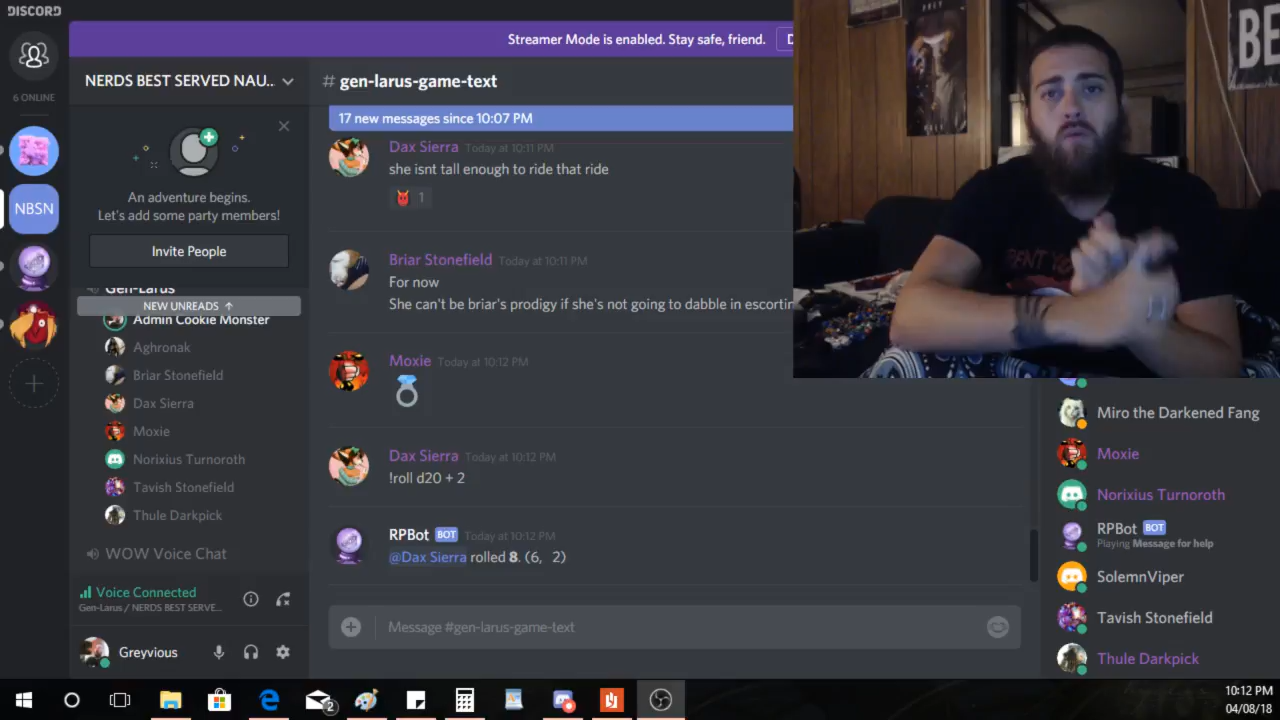 DISCORD
Streamer Mode is enabled. Stay safe, friend.
D
6 ONLINE
NBSN
NERDS BEST SERVED NAU...
An adventure begins.
Let's add some party members!
Invite People
Gen-Larus
NEW UNREADS ↑
Admin Cookie Monster
Aghronak
Briar Stonefield
Dax Sierra
Moxie
Norixius Turnoroth
Tavish Stonefield
Thule Darkpick
WOW Voice Chat
Voice Connected
Gen-Larus / NERDS BEST SERVE...
Greyvious
# gen-larus-game-text
17 new messages since 10:07 PM
Dax Sierra Today at 10:11 PM
she isnt tall enough to ride that ride
1
Briar Stonefield Today at 10:11 PM
For now
She can't be briar's prodigy if she's not going to dabble in escortin
Moxie Today at 10:12 PM
Dax Sierra Today at 10:12 PM
!roll d20 + 2
RPBot BOT Today at 10:12 PM
@Dax Sierra rolled 8. (6, 2)
Message #gen-larus-game-text
BE
Miro the Darkened Fang
Moxie
Norixius Turnoroth
RPBot BOT
Playing Message for help
SolemnViper
Tavish Stonefield
Thule Darkpick
2
10:12 PM
04/08/18